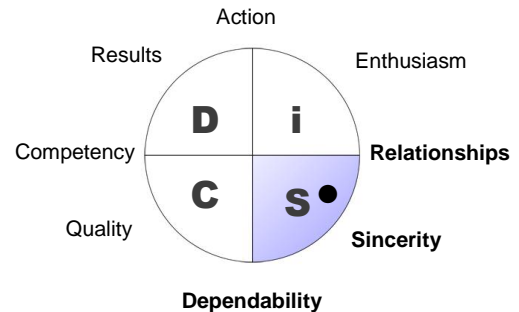 Action
Results
Enthusiasm
D i
Competency
Relationships
C S
Quality
Sincerity
Dependability